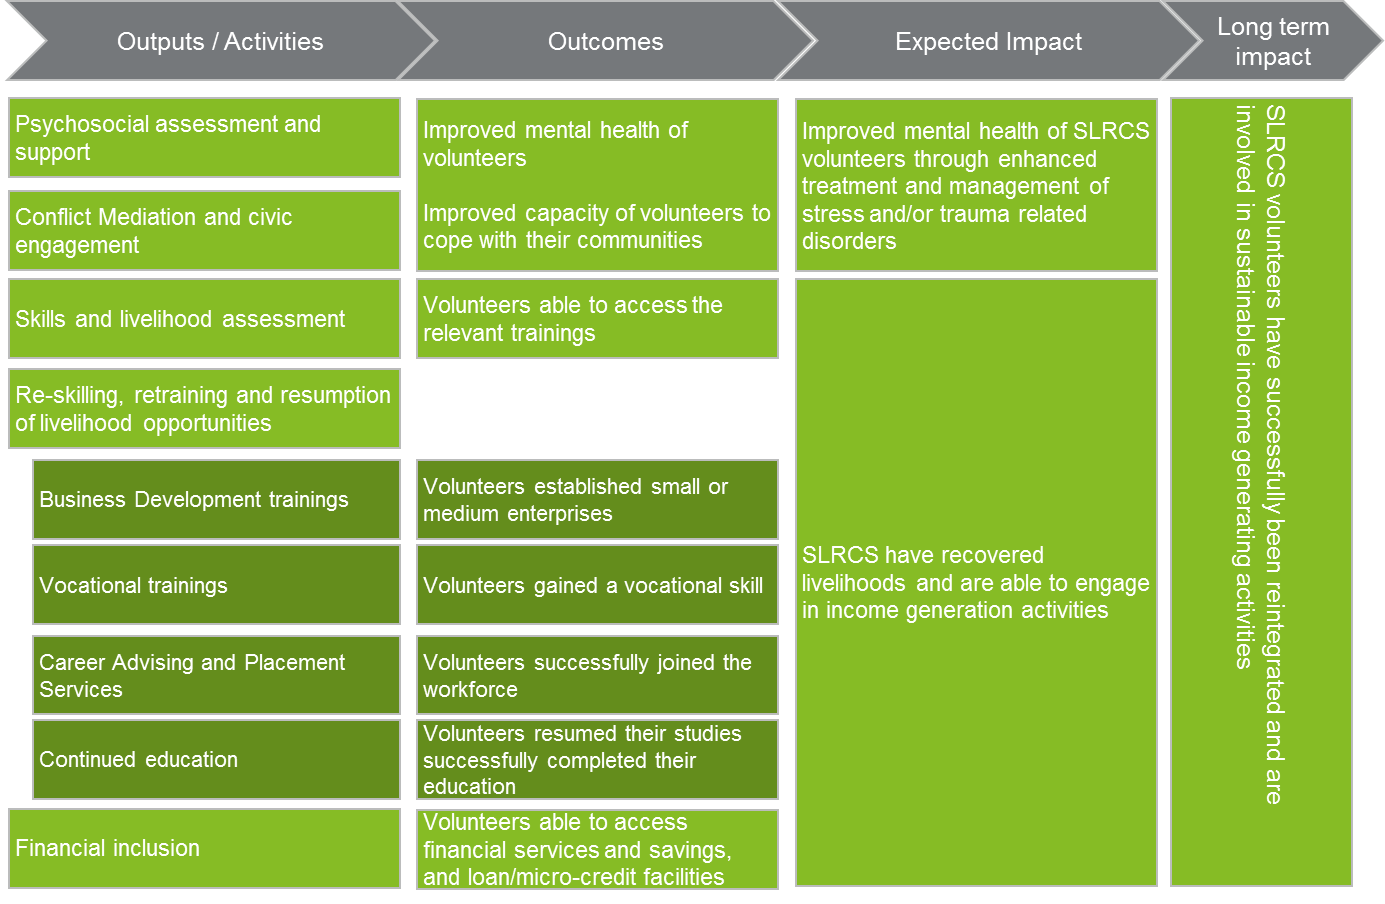 Outputs / Activities
Outcomes
Expected Impact
Long term
impact
Psychosocial assessment and
support
Conflict Mediation and civic
engagement
Skills and livelihood assessment
Re-skilling, retraining and resumption
of livelihood opportunities
Business Development trainings
Vocational trainings
Career Advising and Placement
Services
Continued education
Financial inclusion
Improved mental health of
volunteers
Improved capacity of volunteers to
cope with their communities
Volunteers able to access the
relevant trainings
Volunteers established small or
medium enterprises
Volunteers gained a vocational skill
Volunteers successfully joined the
workforce
Volunteers resumed their studies
successfully completed their
education
Volunteers able to access
financial services and savings,
and loan/micro-credit facilities
Improved mental health of SLRCS
volunteers through enhanced
treatment and management of
stress and/or trauma related
disorders
SLRCS have recovered
livelihoods and are able to engage
in income generation activities
SLRCS volunteers have successfully been reintegrated and are
involved in sustainable income generating activities